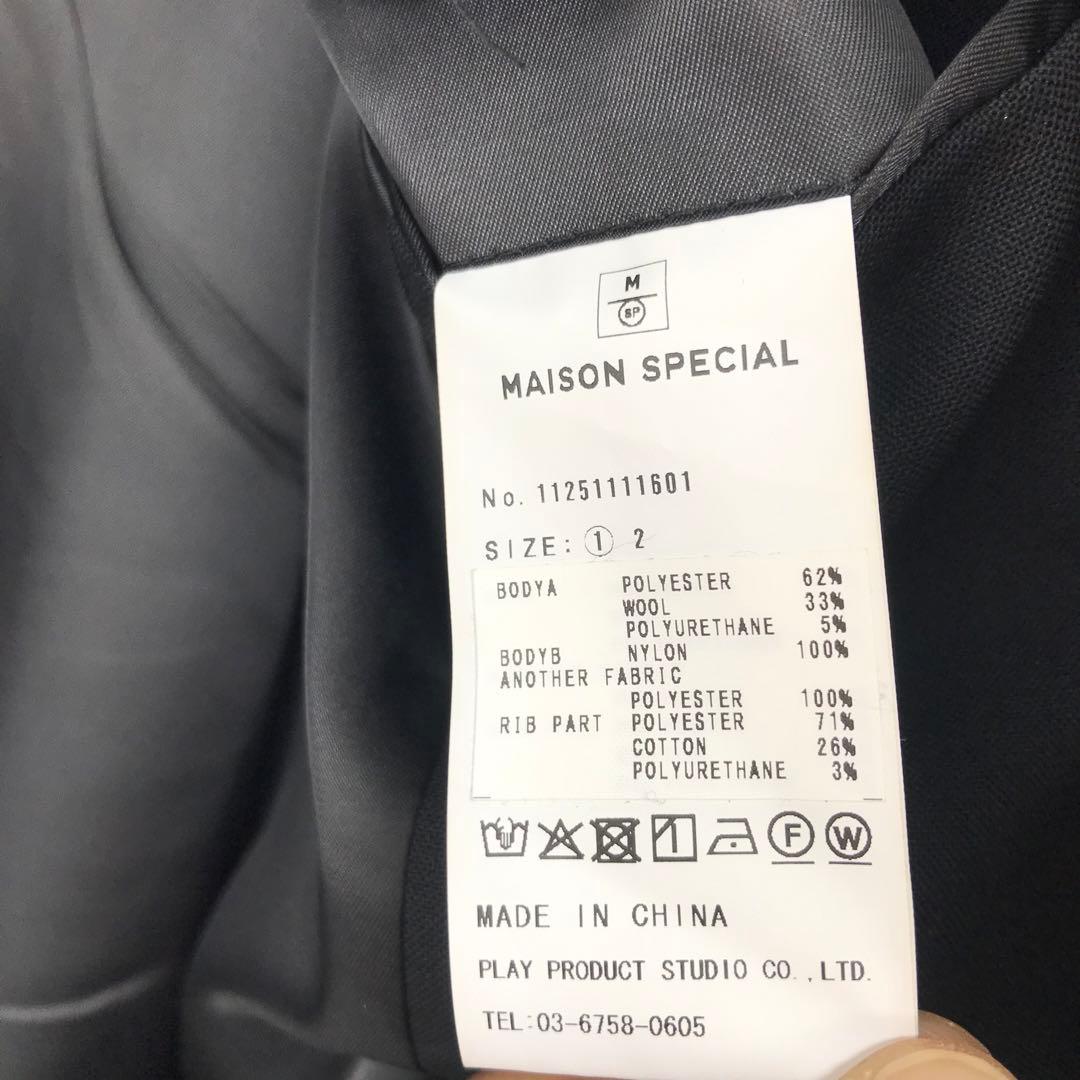 M
SP
MAISON SPECIAL
No. 11251111601
SIZE: ① 2
BODYA POLYESTER 62%
WOOL 33%
POLYURETHANE 5%
BODYB NYLON 100%
ANOTHER FABRIC
POLYESTER 100%
RIB PART POLYESTER 71%
COTTON 26%
POLYURETHANE 3%
F W
MADE IN CHINA
PLAY PRODUCT STUDIO CO.,LTD.
TEL:03-6758-0605